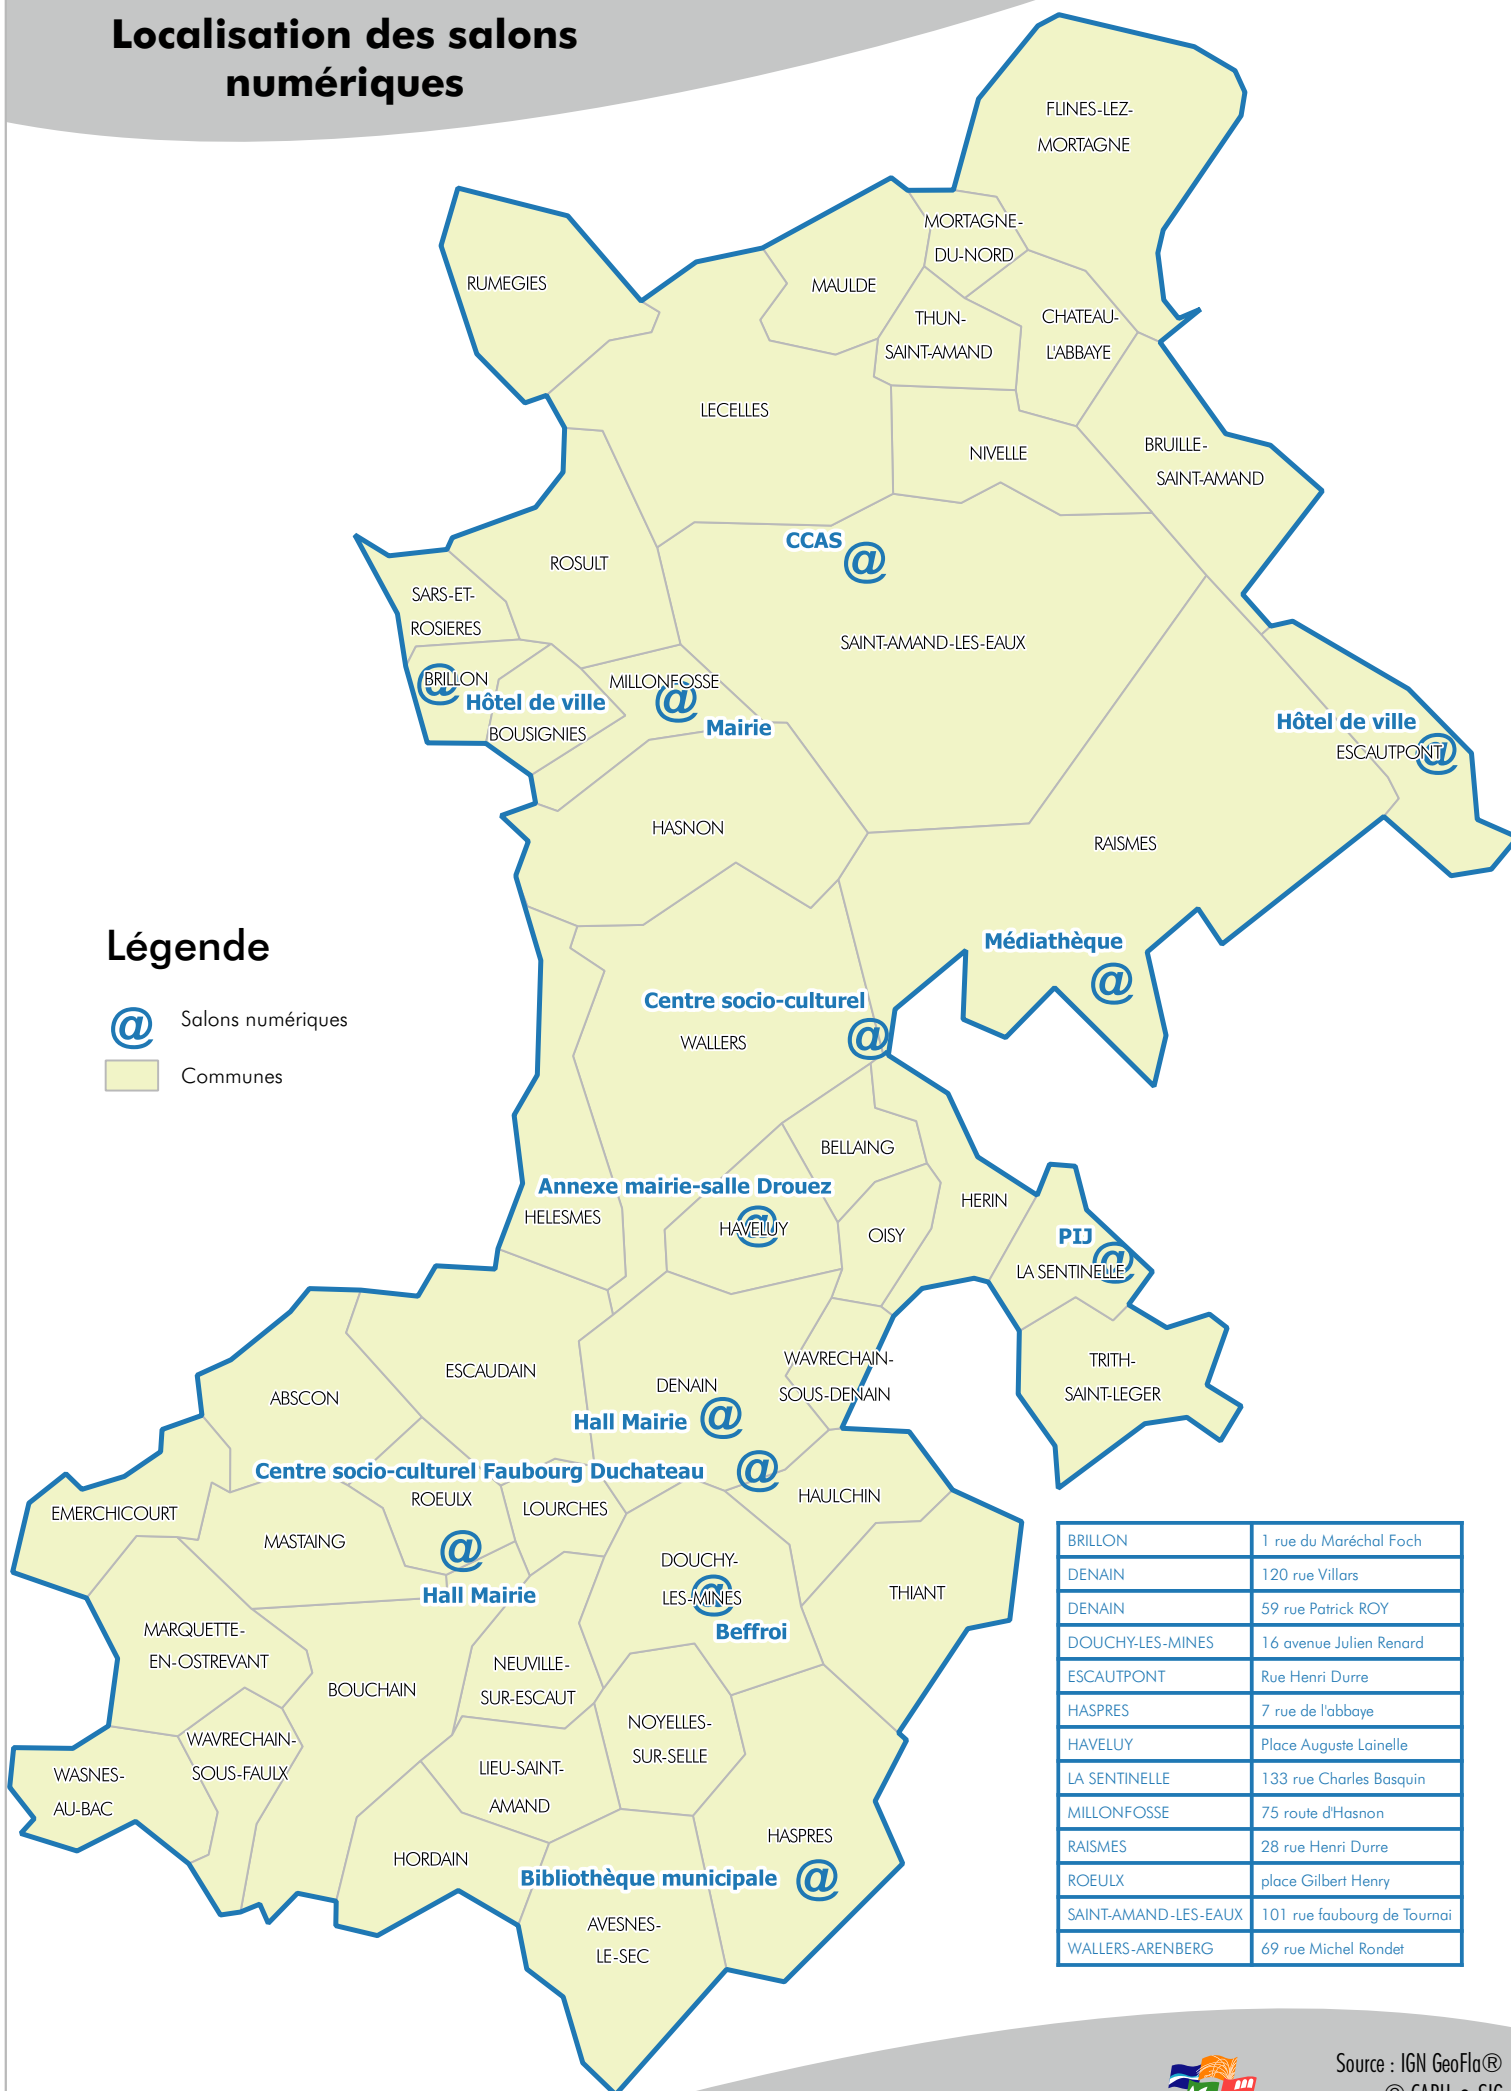 Localisation des salons
numériques
FLINES-LEZ-
MORTAGNE
MORTAGNE-
DU-NORD
RUMEGIES
MAULDE
THUN-
SAINT-AMAND
CHATEAU-
L'ABBAYE
LECELLES
NIVELLE
BRUILLE-
SAINT-AMAND
CCAS
@
ROSULT
SARS-ET-
ROSIERES
SAINT-AMAND-LES-EAUX
@
BRILLON
Hôtel de ville
MILLONFOSSE
@
Mairie
BOUSIGNIES
Hôtel de ville
ESCAUTPONT
@
HASNON
RAISMES
Médiathèque
@
Légende
@ Salons numériques
Communes
Centre socio-culturel
@
WALLERS
BELLAING
Annexe mairie-salle Drouez
@
HAVELUY
HELESMES
HERIN
OISY
PIJ
@
LA SENTINELLE
TRITH-
SAINT-LEGER
WAVRECHAIN-
SOUS-DENAIN
ESCAUDAIN
ABSCON
DENAIN
Hall Mairie @
Centre socio-culturel Faubourg Duchateau @
EMERCHICOURT
ROEULX
LOURCHES
HAULCHIN
MASTAING
@
Hall Mairie
DOUCHY-
LES-MINES
@
Beffroi
THIANT
MARQUETTE-
EN-OSTREVANT
BOUCHAIN
NEUVILLE-
SUR-ESCAUT
NOYELLES-
SUR-SELLE
WAVRECHAIN-
SOUS-FAULX
WASNES-
AU-BAC
LIEU-SAINT-
AMAND
HASPRES
HORDAIN
Bibliothèque municipale @
AVESNES-
LE-SEC
BRILLON 1 rue du Maréchal Foch
DENAIN 120 rue Villars
DENAIN 59 rue Patrick ROY
DOUCHY-LES-MINES 16 avenue Julien Renard
ESCAUTPONT Rue Henri Durre
HASPRES 7 rue de l'abbaye
HAVELUY Place Auguste Lainelle
LA SENTINELLE 133 rue Charles Basquin
MILLONFOSSE 75 route d'Hasnon
RAISMES 28 rue Henri Durre
ROEULX place Gilbert Henry
SAINT-AMAND-LES-EAUX 101 rue faubourg de Tournai
WALLERS-ARENBERG 69 rue Michel Rondet
Source : IGN GeoFla®